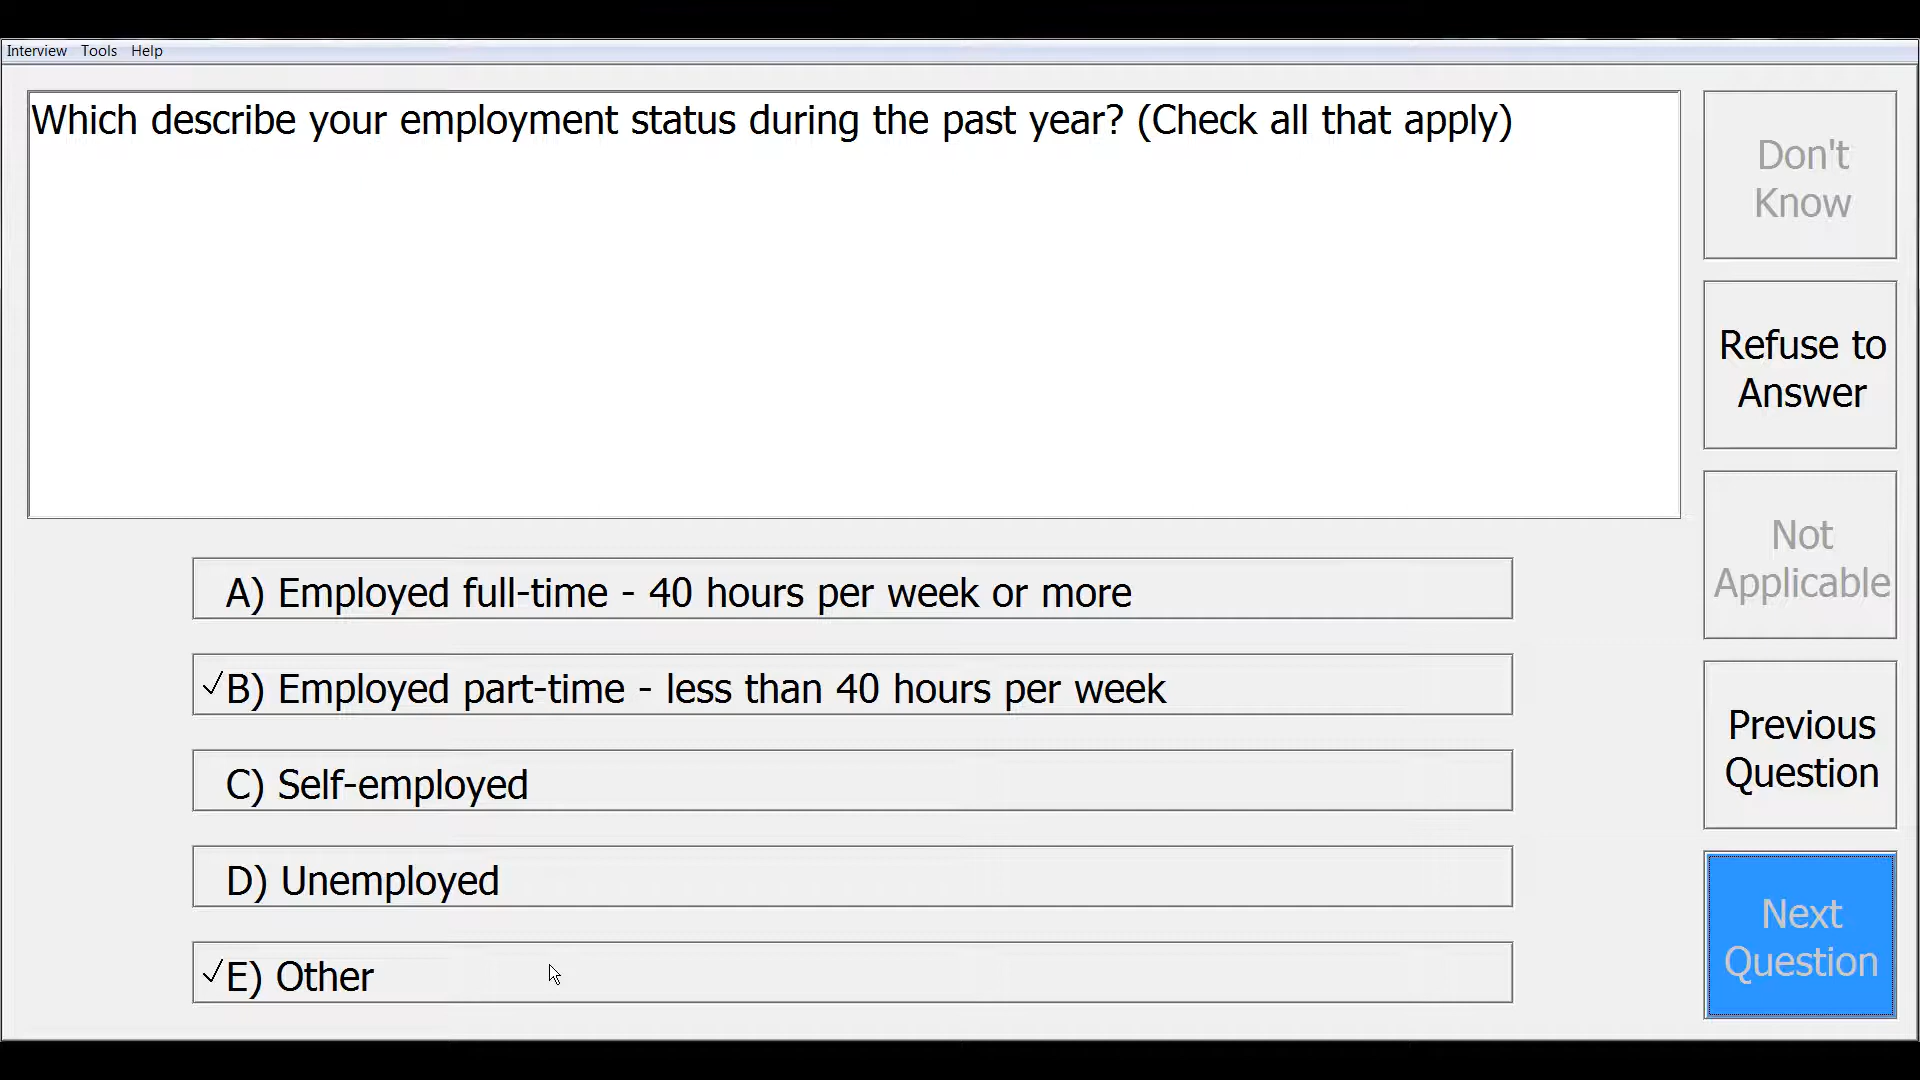 Interview Tools Help
Which describe your employment status during the past year? (Check all that apply)
Don't
Know
Refuse to
Answer
Not
Applicable
A) Employed full-time - 40 hours per week or more
B) Employed part-time - less than 40 hours per week
C) Self-employed
D) Unemployed
E) Other
Previous
Question
Next
Question